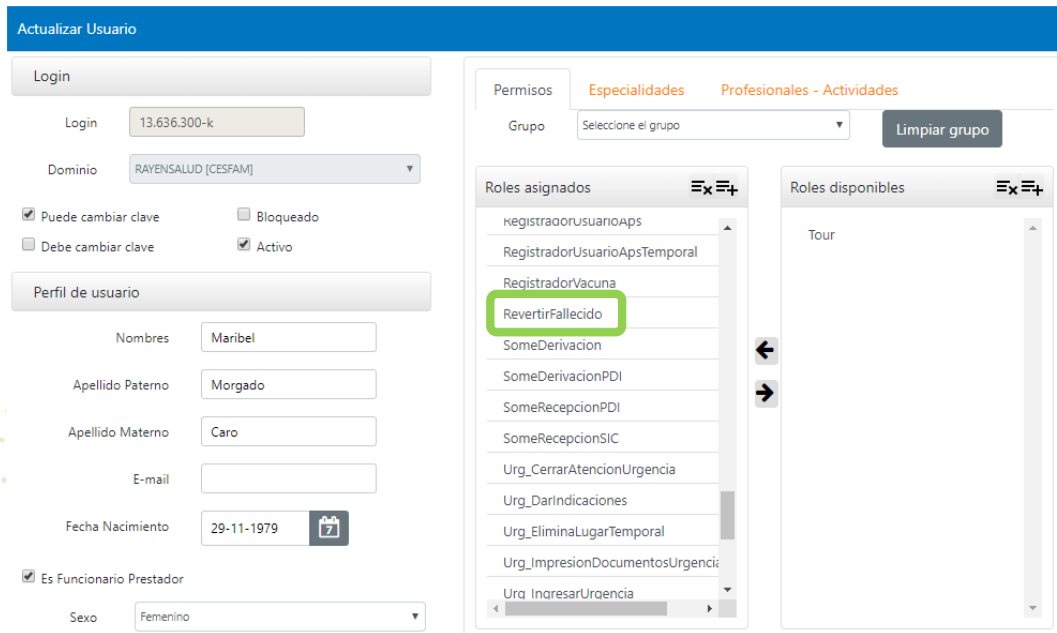 Actualizar Usuario
Login
Login 13.636.300-k
Dominio RAYENSALUD [CESFAM]
Puede cambiar clave Bloqueado
Debe cambiar clave Activo
Perfil de usuario
Nombres Maribel
Apellido Paterno Morgado
Apellido Materno Caro
E-mail
Fecha Nacimiento 29-11-1979 7
Es Funcionario Prestador
Sexo Femenino
Permisos Especialidades Profesionales - Actividades
Grupo Seleccione el grupo Limpiar grupo
Roles asignados
RegistradorUsuarioAps
RegistradorUsuarioApsTemporal
RegistradorVacuna
RevertirFallecido
SomeDerivacion
SomeDerivacionPDI
SomeRecepcionPDI
SomeRecepcionSIC
Urg_CerrarAtencionUrgencia
Urg_DarIndicaciones
Urg_EliminaLugarTemporal
Urg_ImpresionDocumentosUrgencia
Urg_IngresarUrgencia
Roles disponibles
Tour